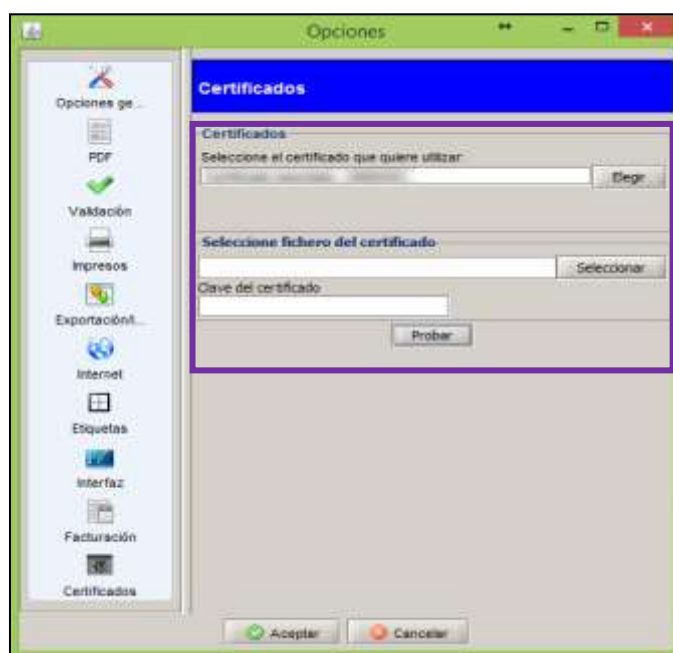 Opciones
Opciones ge...
PDF
Validación
Impresos
Exportación/I...
Internet
Etiquetas
Interfaz
Facturación
Certificados
Certificados
Certificados
Seleccione el certificado que quiere utilizar
Elegir
Seleccione fichero del certificado
Seleccionar
Clave del certificado
Probar
Aceptar
Cancelar